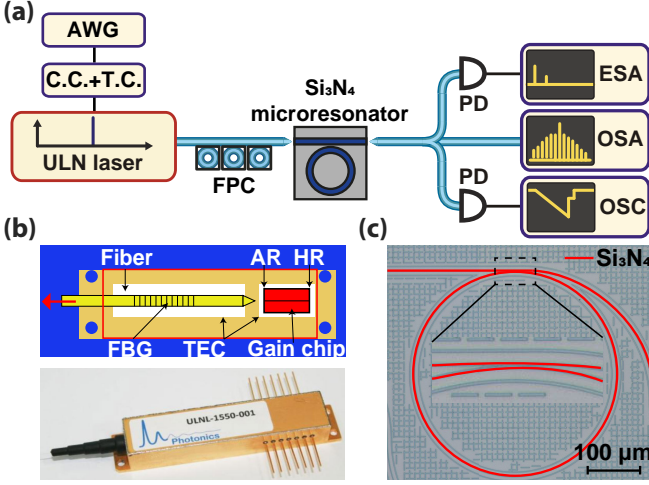 (a)
AWG
C.C.+T.C.
ULN laser
FPC
Si₃N₄
microresonator
PD
PD
ESA
OSA
OSC
(b)
Fiber
AR
HR
FBG
TEC
Gain chip
ULNL-1550-001
Photonics
(c)
Si₃N₄
100 μm